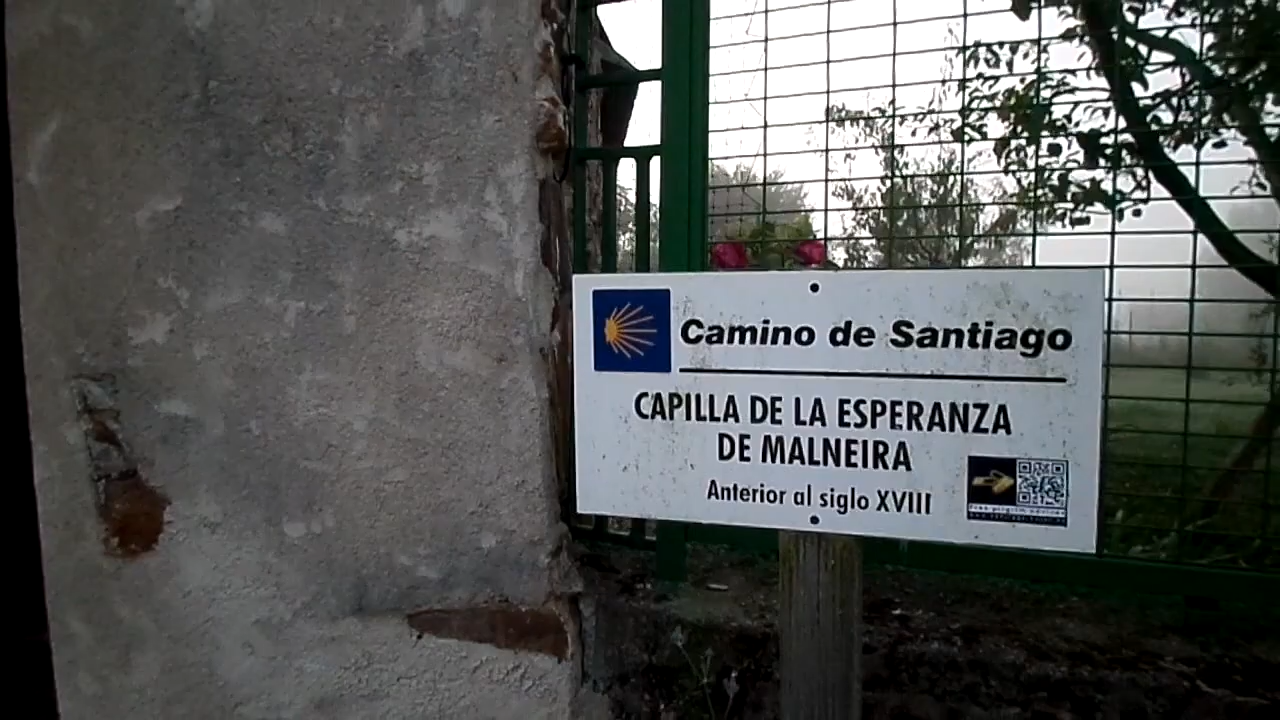 Camino de Santiago
CAPILLA DE LA ESPERANZA
DE MALNEIRA
Anterior al siglo XVIII